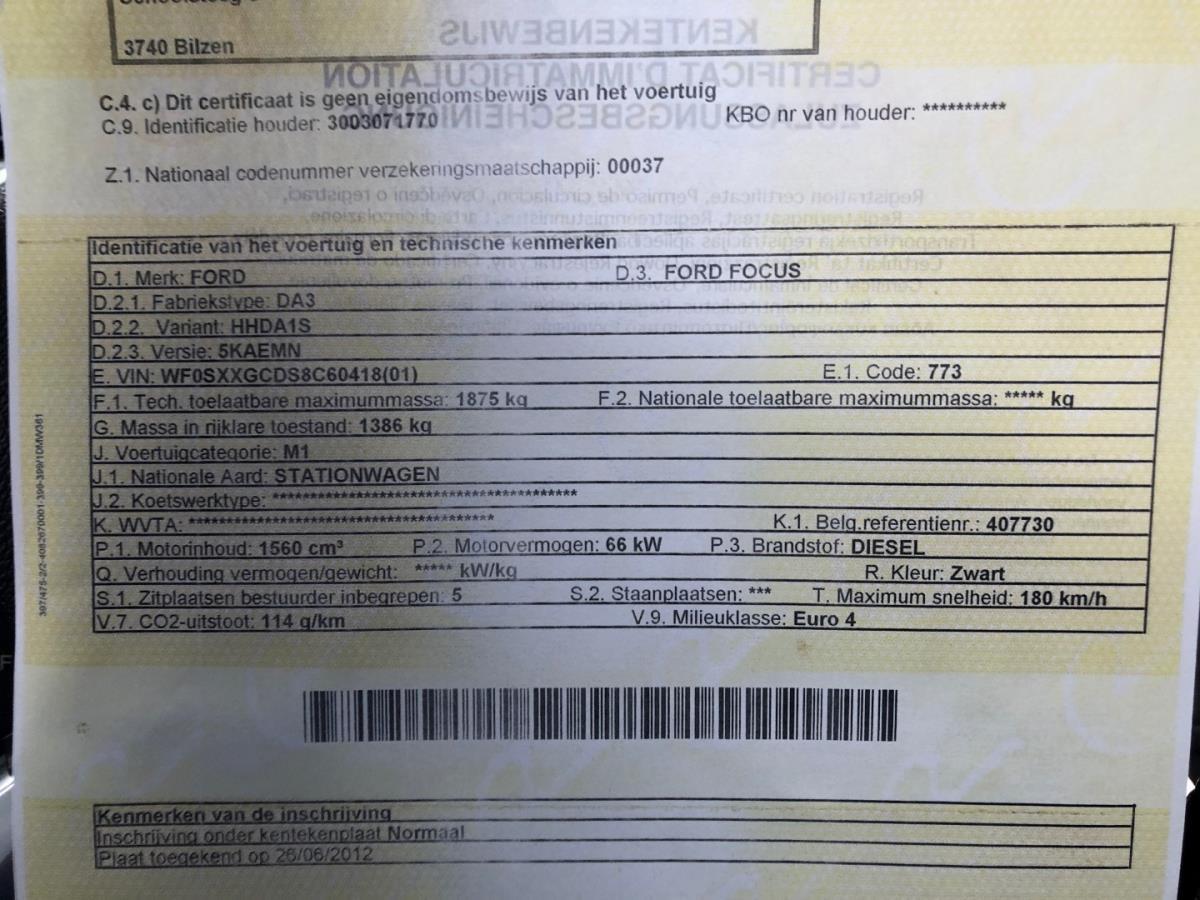 3740 Bilzen
KENTEKENBEWIJS
CERTIFICAT D'IMMATRICULATION
ZULASSUNGSBESCHEINIGUNG
C.4. c) Dit certificaat is geen eigendomsbewijs van het voertuig
C.9. Identificatie houder: 3003071770 KBO nr van houder: **********
Z.1. Nationaal codenummer verzekeringsmaatschappij: 00037
Identificatie van het voertuig en technische kenmerken
D.1. Merk: FORD D.3. FORD FOCUS
D.2.1. Fabriekstype: DA3
D.2.2. Variant: HHDA1S
D.2.3. Versie: 5KAEMN
E. VIN: WF0SXXGCDS8C60418(01) E.1. Code: 773
F.1. Tech. toelaatbare maximummassa: 1875 kg F.2. Nationale toelaatbare maximummassa: ***** kg
G. Massa in rijklare toestand: 1386 kg
J. Voertuigcategorie: M1
J.1. Nationale Aard: STATIONWAGEN
J.2. Koetswerktype: ****************************************
K. WVTA: **************************************** K.1. Belg.referentienr.: 407730
P.1. Motorinhoud: 1560 cm³ P.2. Motorvermogen: 66 kW P.3. Brandstof: DIESEL
Q. Verhouding vermogen/gewicht: ***** kW/kg R. Kleur: Zwart
S.1. Zitplaatsen bestuurder inbegrepen: 5 S.2. Staanplaatsen: *** T. Maximum snelheid: 180 km/h
V.7. CO2-uitstoot: 114 g/km V.9. Milieuklasse: Euro 4
Kenmerken van de inschrijving
Inschrijving onder kentekenplaat Normaal
Plaat toegekend op 26/06/2012